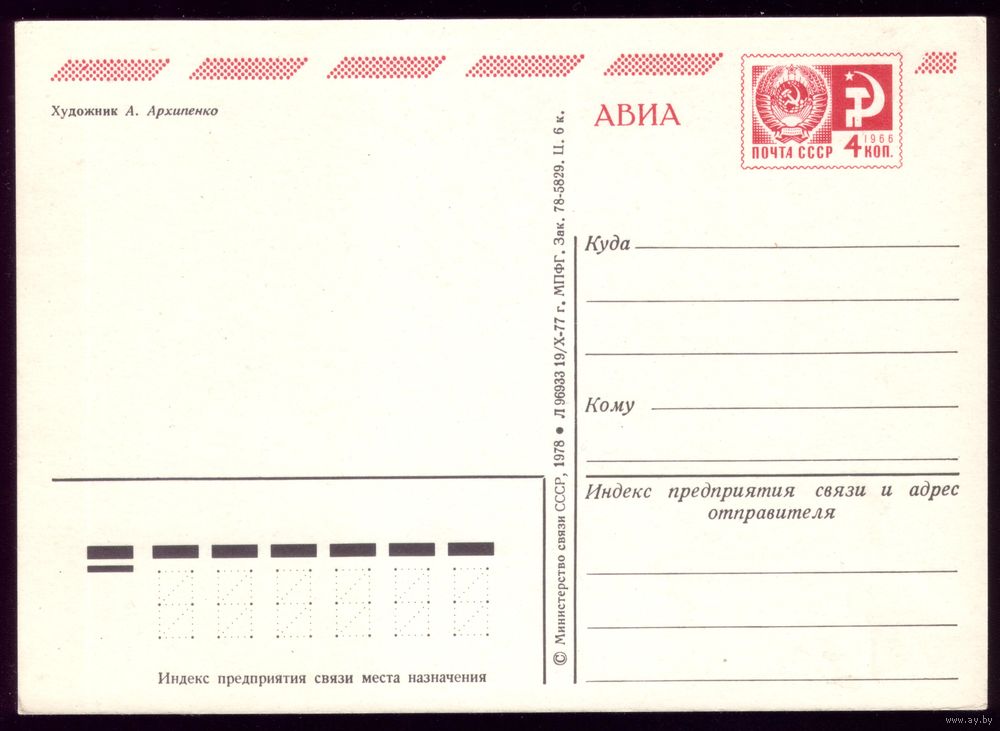 Художник А. Архипенко
АВИА
ПОЧТА СССР
1966
4 КОП.
© Министерство связи СССР, 1978 ● Л 96933 19/X-77 г. МПФГ. Зак. 78-5829. Ц. 6 к.
Куда
Кому
Индекс предприятия связи и адрес
отправителя
Индекс предприятия связи места назначения
www.ay.by